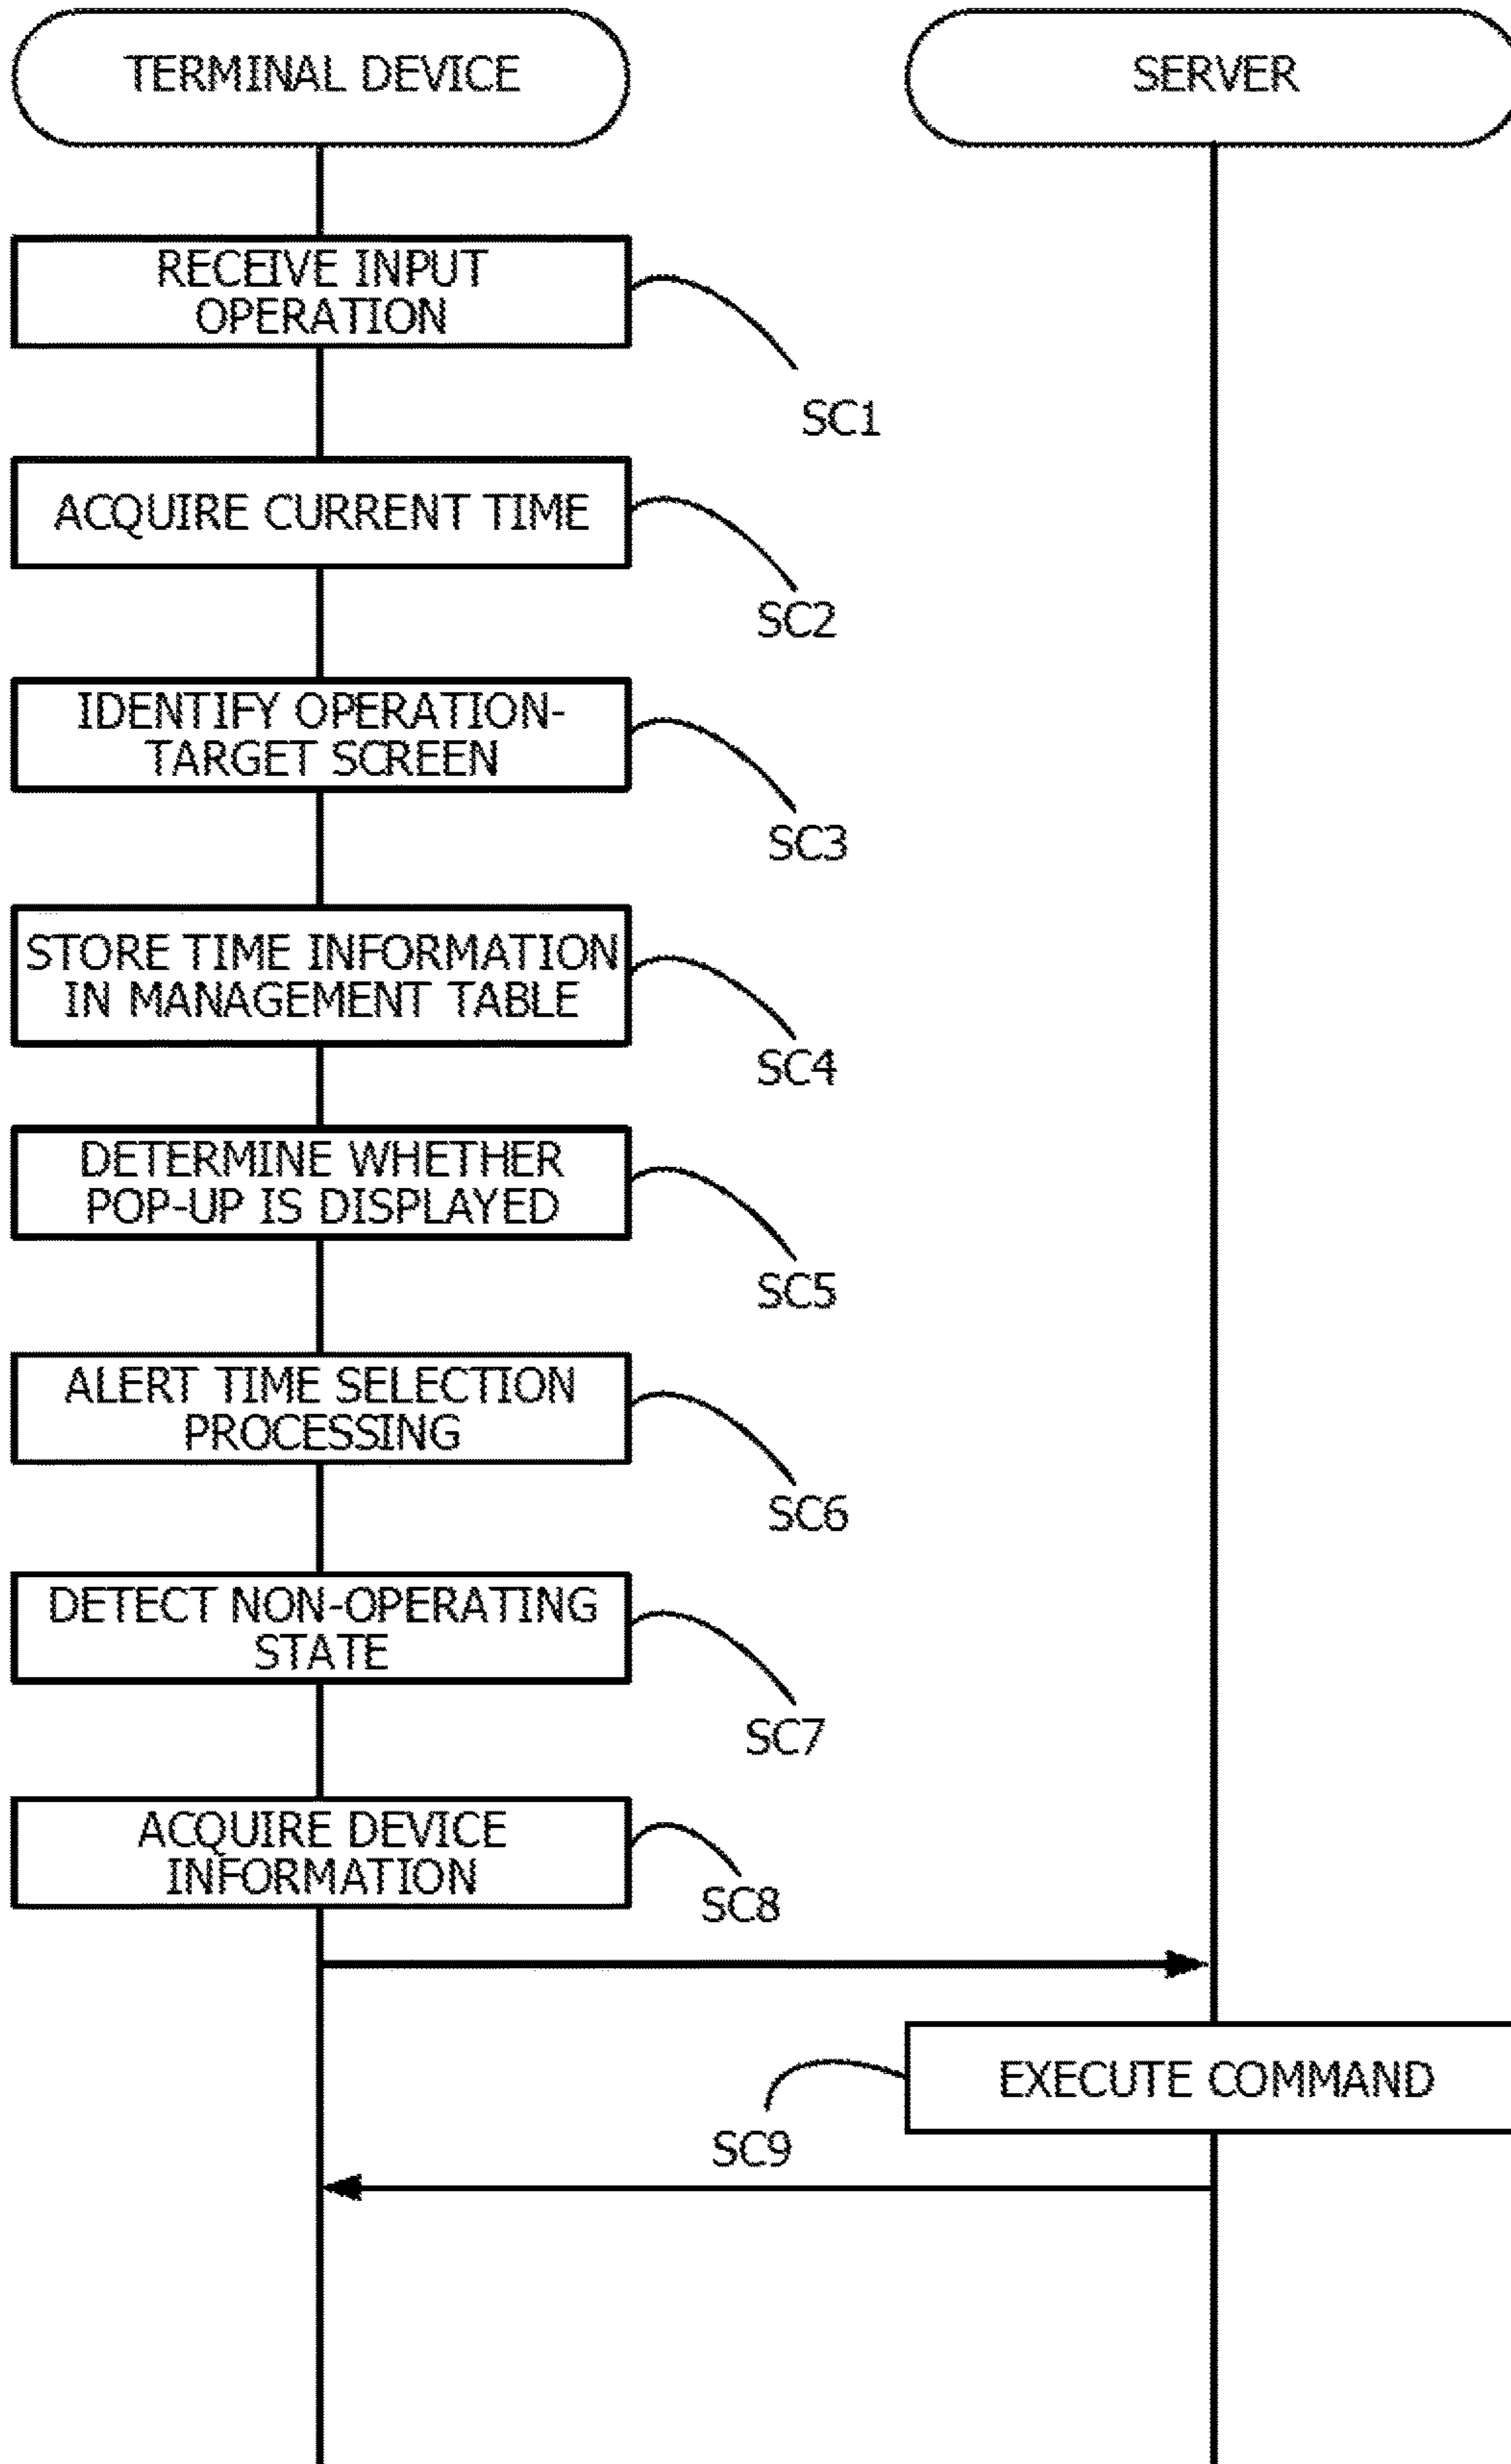 TERMINAL DEVICE
SERVER
RECEIVE INPUT
OPERATION
SC1
ACQUIRE CURRENT TIME
SC2
IDENTIFY OPERATION-
TARGET SCREEN
SC3
STORE TIME INFORMATION
IN MANAGEMENT TABLE
SC4
DETERMINE WHETHER
POP-UP IS DISPLAYED
SC5
ALERT TIME SELECTION
PROCESSING
SC6
DETECT NON-OPERATING
STATE
SC7
ACQUIRE DEVICE
INFORMATION
SC8
EXECUTE COMMAND
SC9